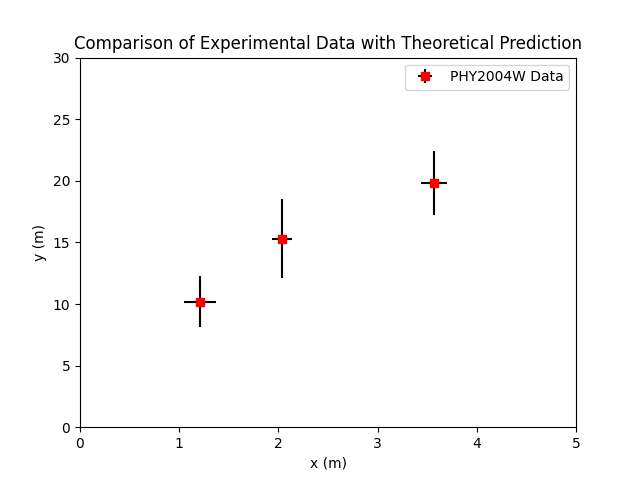 Comparison of Experimental Data with Theoretical Prediction
PHY2004W Data
30
25
20
15
10
5
0
y (m)
0 1 2 3 4 5
x (m)